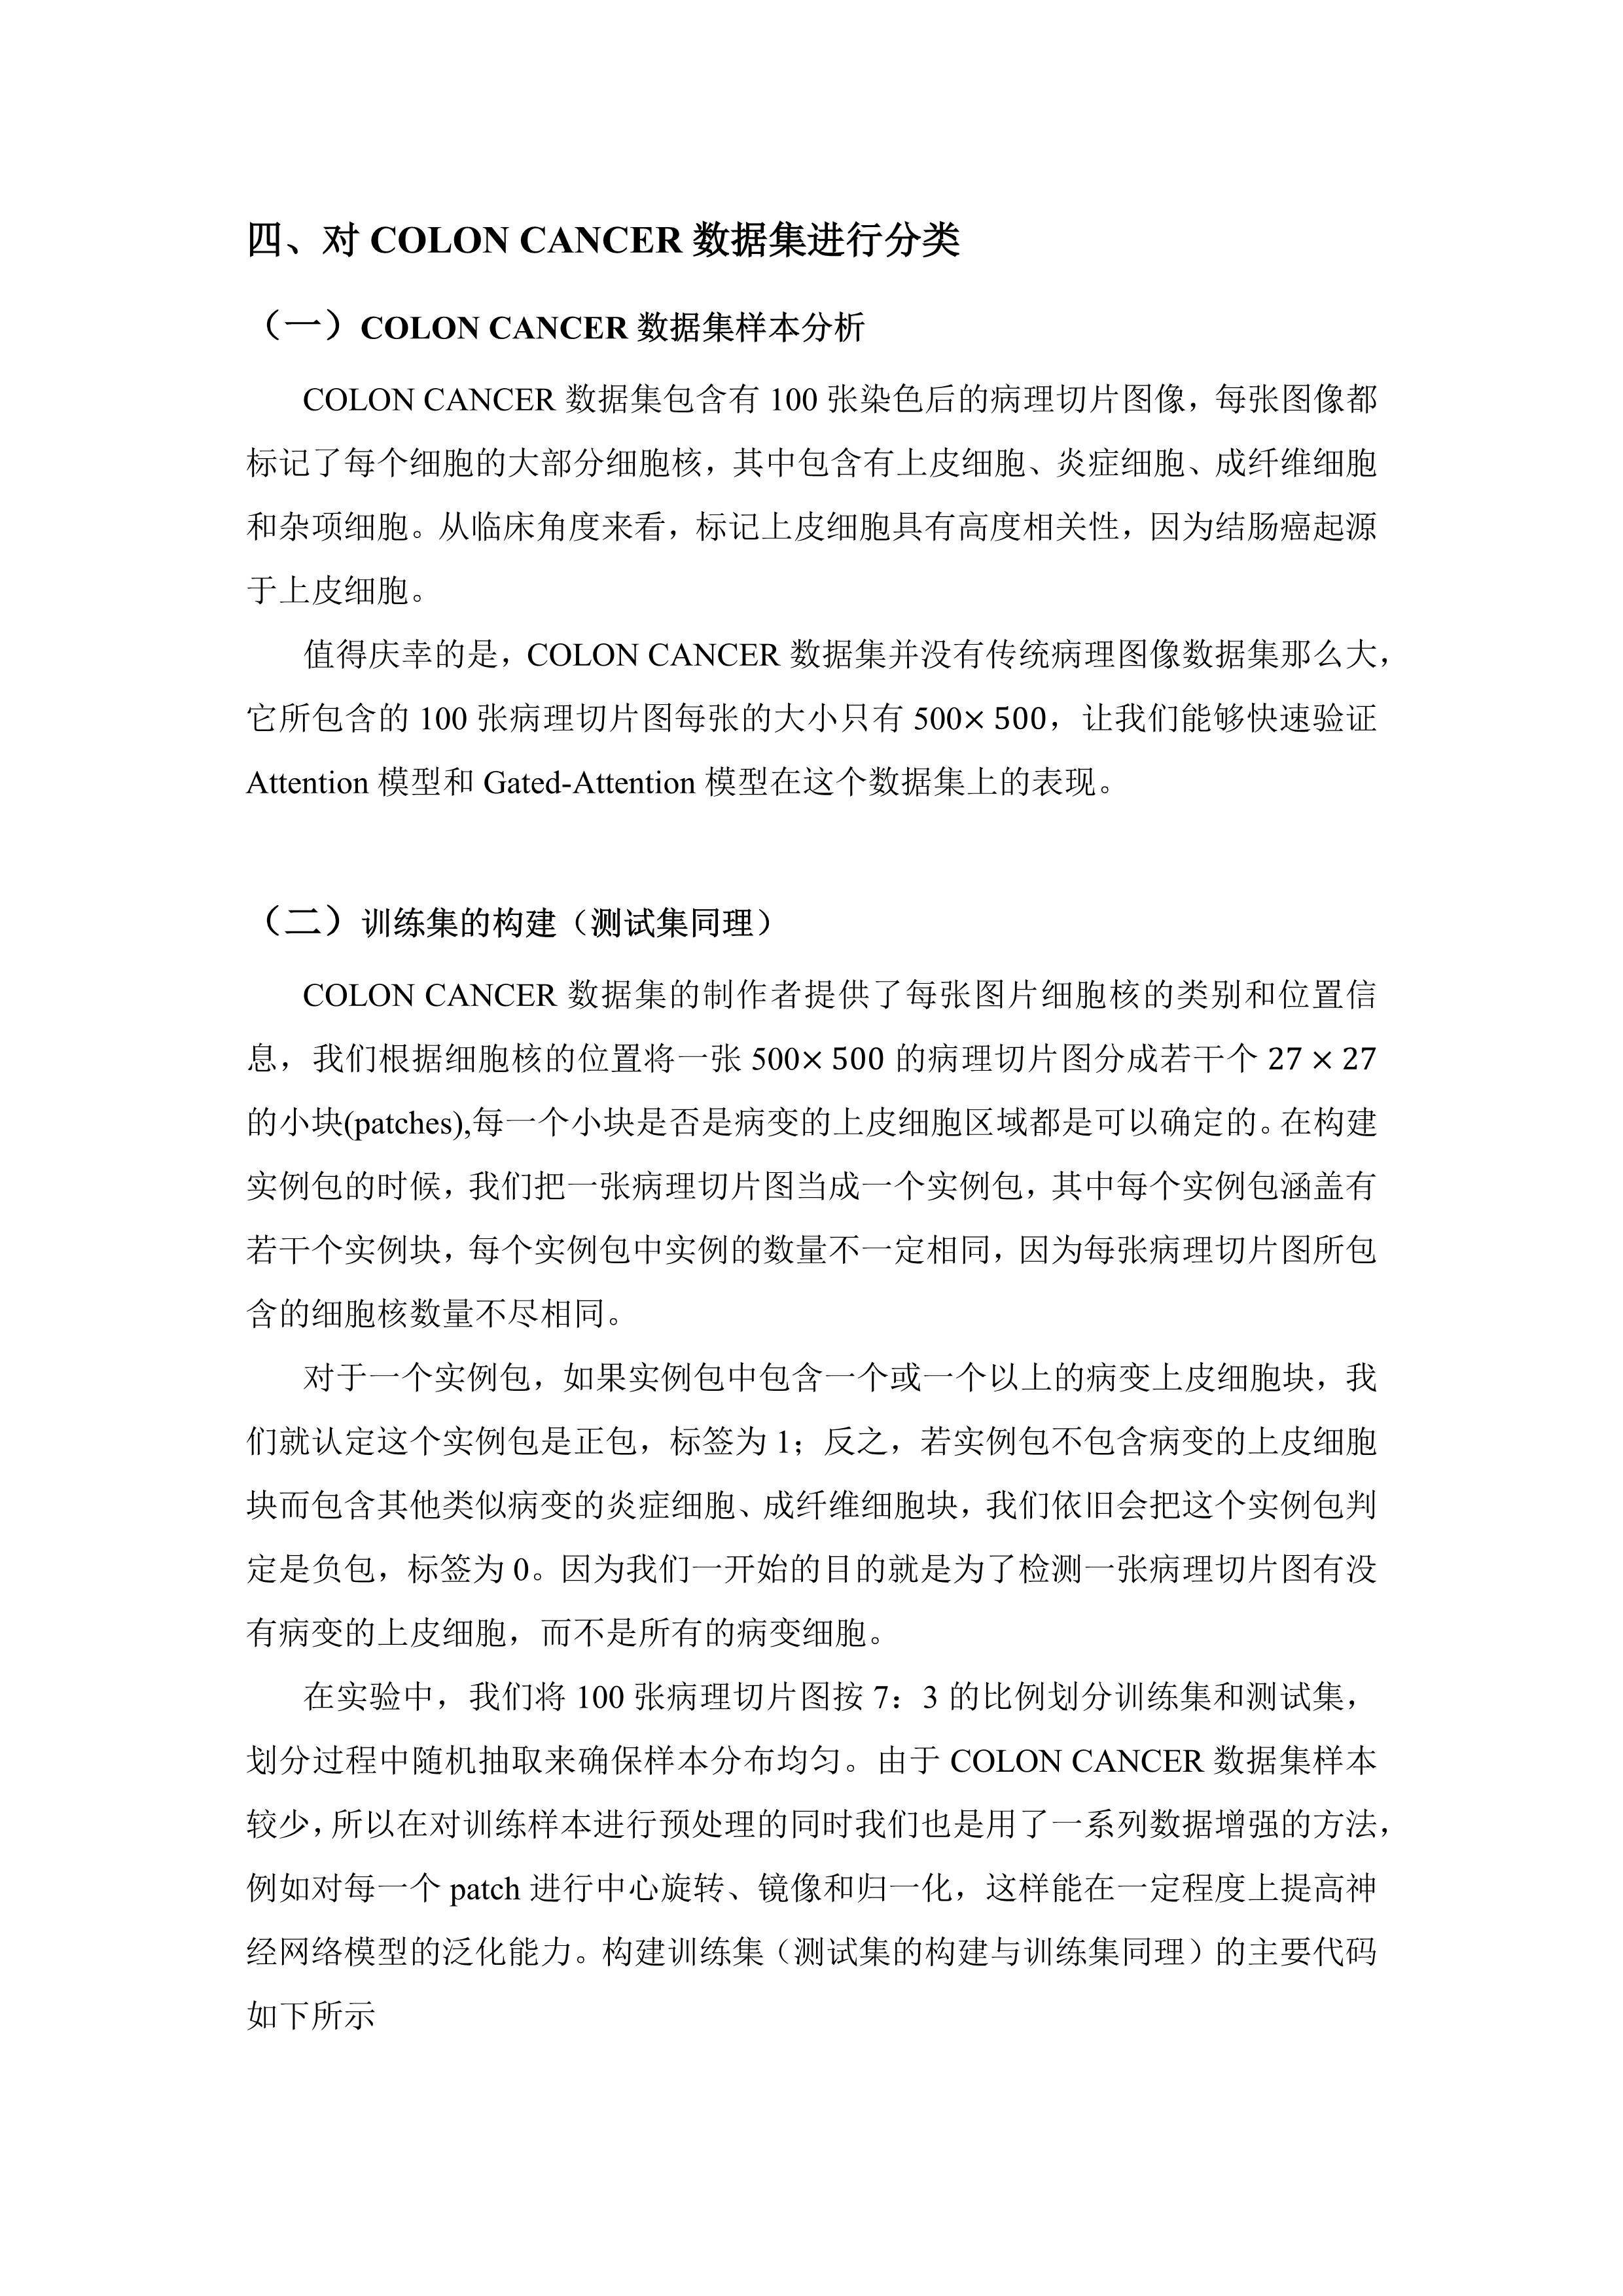 四、对 COLON CANCER 数据集进行分类
（一）COLON CANCER 数据集样本分析
COLON CANCER 数据集包含有 100 张染色后的病理切片图像，每张图像都
标记了每个细胞的大部分细胞核，其中包含有上皮细胞、炎症细胞、成纤维细胞
和杂项细胞。从临床角度来看，标记上皮细胞具有高度相关性，因为结肠癌起源
于上皮细胞。
值得庆幸的是，COLON CANCER 数据集并没有传统病理图像数据集那么大，
它所包含的 100 张病理切片图每张的大小只有 500× 500，让我们能够快速验证
Attention 模型和 Gated-Attention 模型在这个数据集上的表现。
（二）训练集的构建（测试集同理）
COLON CANCER 数据集的制作者提供了每张图片细胞核的类别和位置信
息，我们根据细胞核的位置将一张 500× 500 的病理切片图分成若干个 27 × 27
的小块(patches),每一个小块是否是病变的上皮细胞区域都是可以确定的。在构建
实例包的时候，我们把一张病理切片图当成一个实例包，其中每个实例包涵盖有
若干个实例块，每个实例包中实例的数量不一定相同，因为每张病理切片图所包
含的细胞核数量不尽相同。
对于一个实例包，如果实例包中包含一个或一个以上的病变上皮细胞块，我
们就认定这个实例包是正包，标签为 1；反之，若实例包不包含病变的上皮细胞
块而包含其他类似病变的炎症细胞、成纤维细胞块，我们依旧会把这个实例包判
定是负包，标签为 0。因为我们一开始的目的就是为了检测一张病理切片图有没
有病变的上皮细胞，而不是所有的病变细胞。
在实验中，我们将 100 张病理切片图按 7：3 的比例划分训练集和测试集，
划分过程中随机抽取来确保样本分布均匀。由于 COLON CANCER 数据集样本
较少，所以在对训练样本进行预处理的同时我们也是用了一系列数据增强的方法，
例如对每一个 patch 进行中心旋转、镜像和归一化，这样能在一定程度上提高神
经网络模型的泛化能力。构建训练集（测试集的构建与训练集同理）的主要代码
如下所示